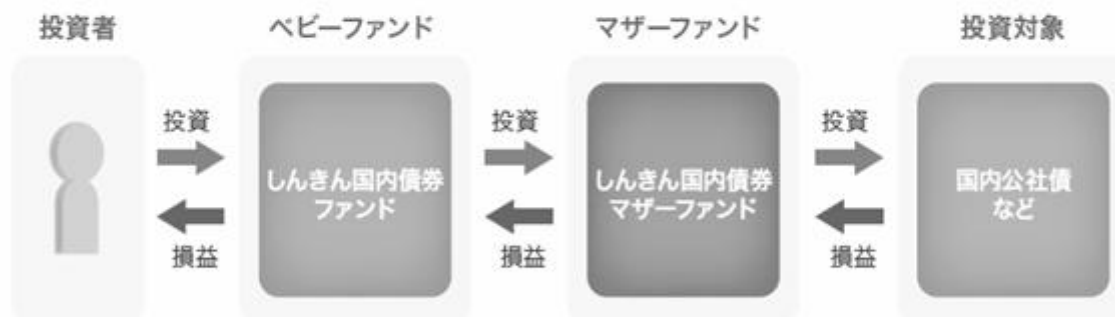 投資者
ベビーファンド
マザーファンド
投資対象
投資
損益
しんきん国内債券
ファンド
投資
損益
しんきん国内債券
マザーファンド
投資
損益
国内公社債
など